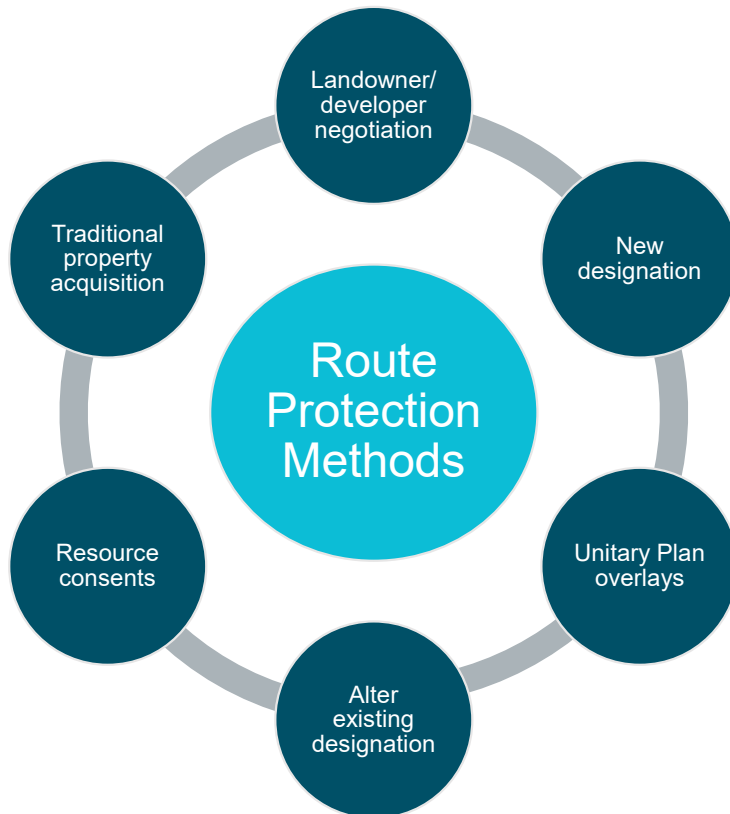 Landowner/
developer
negotiation
New
designation
Unitary Plan
overlays
Alter
existing
designation
Resource
consents
Traditional
property
acquisition
Route
Protection
Methods